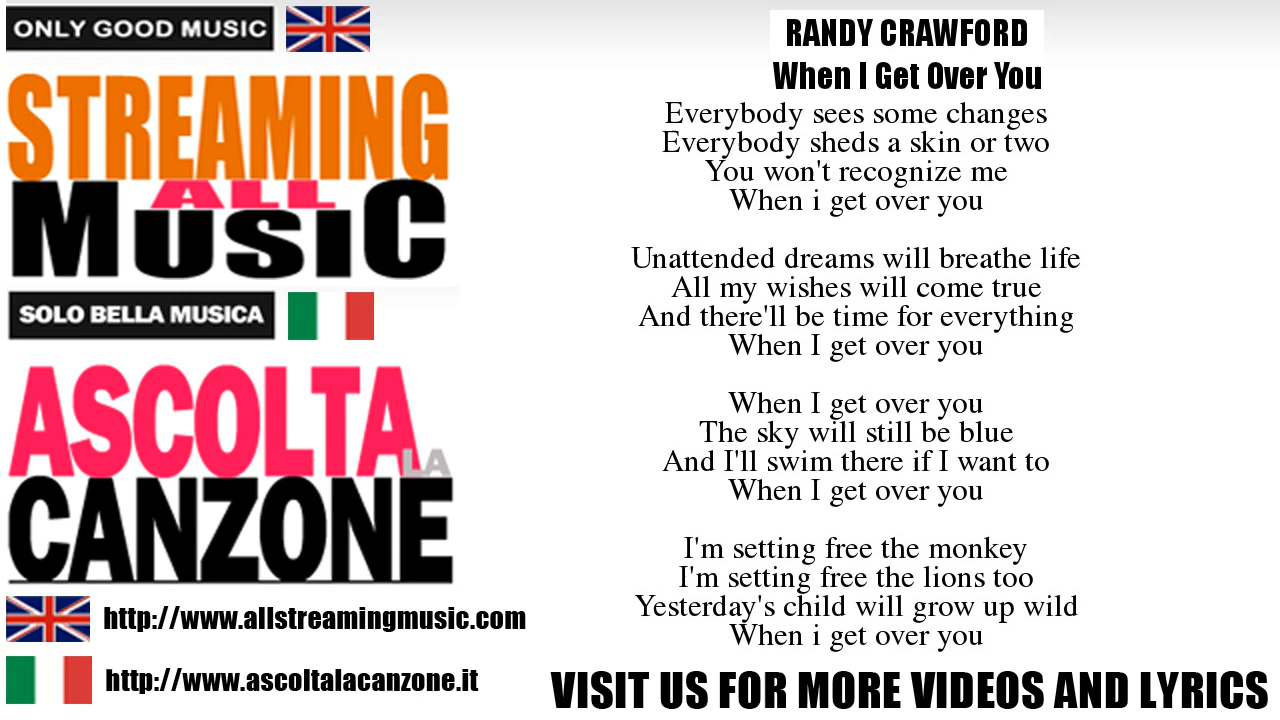 ONLY GOOD MUSIC
STREAMING
ALL
MUSIC
SOLO BELLA MUSICA
ASCOLTA
LA
CANZONE
http://www.allstreamingmusic.com
http://www.ascoltalacanzone.it
RANDY CRAWFORD
When I Get Over You
Everybody sees some changes
Everybody sheds a skin or two
You won't recognize me
When i get over you
Unattended dreams will breathe life
All my wishes will come true
And there'll be time for everything
When I get over you
When I get over you
The sky will still be blue
And I'll swim there if I want to
When I get over you
I'm setting free the monkey
I'm setting free the lions too
Yesterday's child will grow up wild
When i get over you
VISIT US FOR MORE VIDEOS AND LYRICS